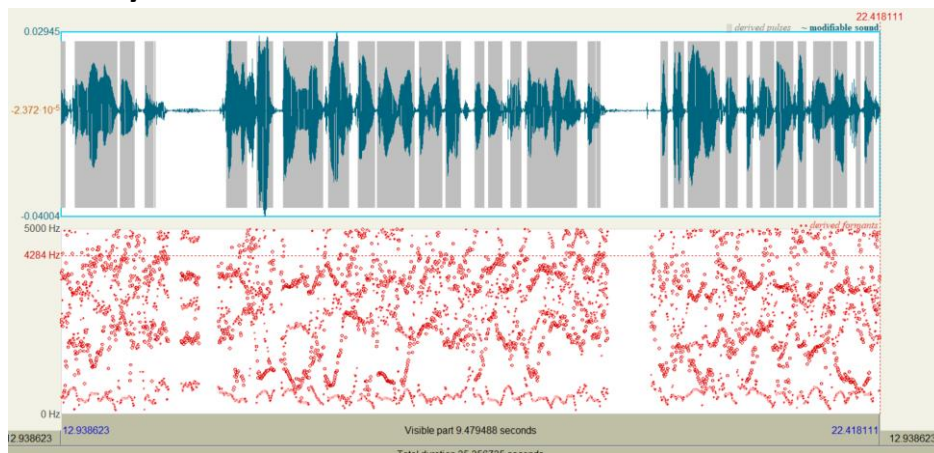 22.418111
derived pulses ~ modifiable sound
0.02945
-2.372·10⁻⁵
-0.04004
5000 Hz
derived formants
4284 Hz
0 Hz
12.938623 12.938623 Visible part 9.479488 seconds 22.418111 12.938623